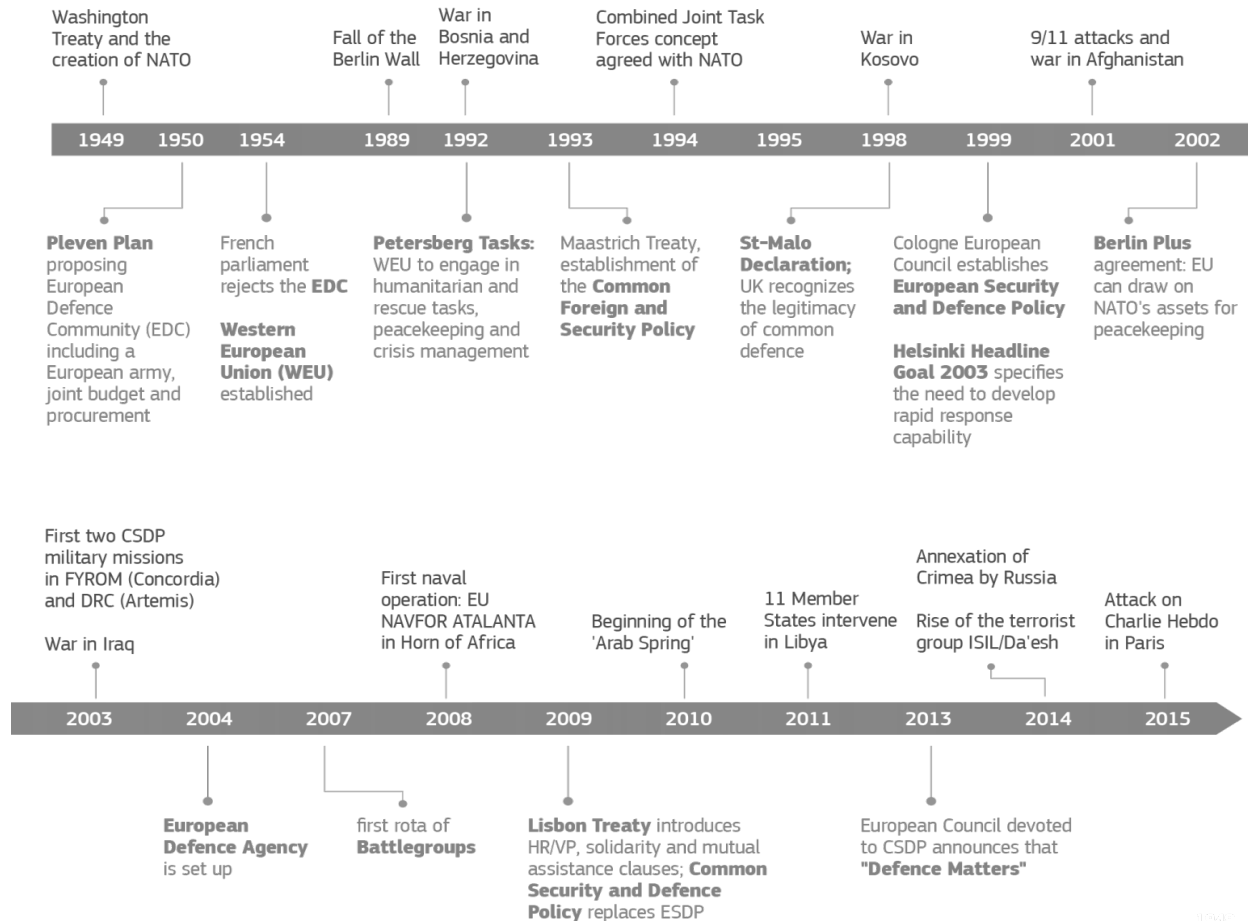 Washington
Treaty and the
creation of NATO
Fall of the
Berlin Wall
War in
Bosnia and
Herzegovina
Combined Joint Task
Forces concept
agreed with NATO
War in
Kosovo
9/11 attacks and
war in Afghanistan
1949 1950 1954 1989 1992 1993 1994 1995 1998 1999 2001 2002
Pleven Plan
proposing
European
Defence
Community (EDC)
including a
European army,
joint budget and
procurement
French
parliament
rejects the EDC
Western
European
Union (WEU)
established
Petersberg Tasks:
WEU to engage in
humanitarian and
rescue tasks,
peacekeeping and
crisis management
Maastrich Treaty,
establishment of
the Common
Foreign and
Security Policy
St-Malo
Declaration;
UK recognizes
the legitimacy
of common
defence
Cologne European
Council establishes
European Security
and Defence Policy
Helsinki Headline
Goal 2003 specifies
the need to develop
rapid response
capability
Berlin Plus
agreement: EU
can draw on
NATO's assets for
peacekeeping
First two CSDP
military missions
in FYROM (Concordia)
and DRC (Artemis)
War in Iraq
First naval
operation: EU
NAVFOR ATALANTA
in Horn of Africa
Beginning of the
'Arab Spring'
11 Member
States intervene
in Libya
Annexation of
Crimea by Russia
Rise of the terrorist
group ISIL/Da'esh
Attack on
Charlie Hebdo
in Paris
2003 2004 2007 2008 2009 2010 2011 2013 2014 2015
European
Defence Agency
is set up
first rota of
Battlegroups
Lisbon Treaty introduces
HR/VP, solidarity and mutual
assistance clauses; Common
Security and Defence
Policy replaces ESDP
European Council devoted
to CSDP announces that
"Defence Matters"